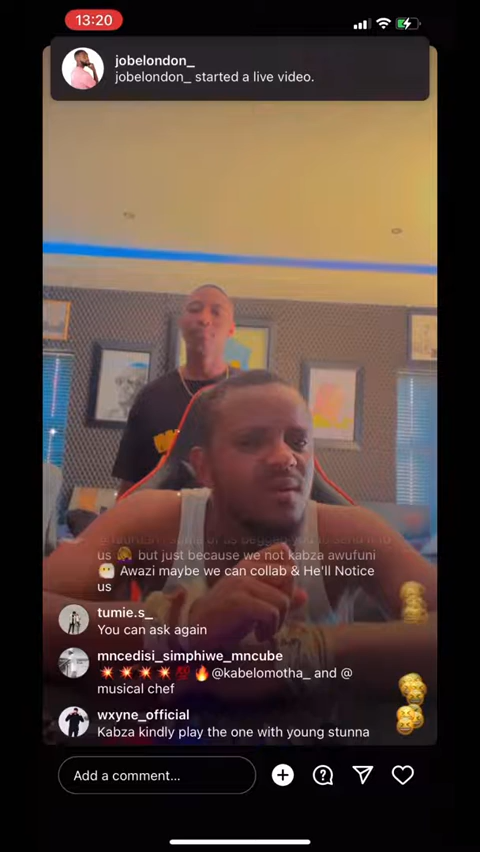 13:20
jobelondon_
jobelondon_ started a live video.
us 🤦‍♀️ but just because we not kabza awufuni
😬 Awazi maybe we can collab & He'll Notice
us
tumie.s_
You can ask again
mncedisi_simphiwe_mncube
💥💥💥💥💯🔥@kabelomotha_ and @
musical chef
wxyne_official
Kabza kindly play the one with young stunna
Add a comment...